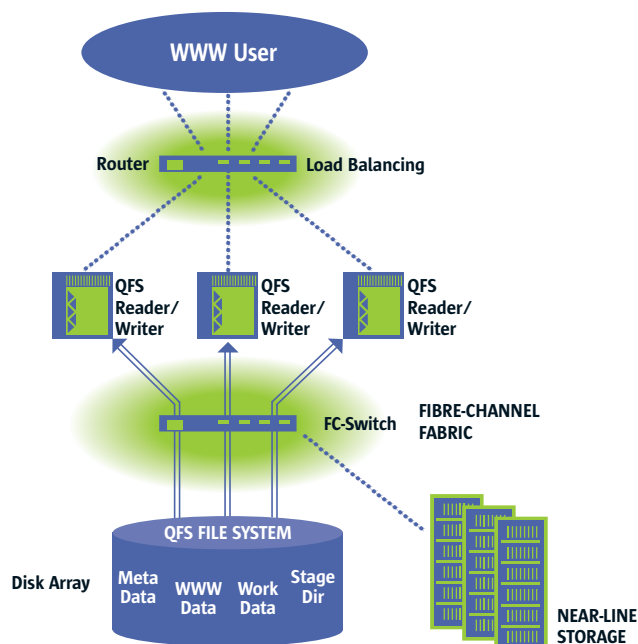 WWW User
Router
Load Balancing
QFS
Reader/
Writer
QFS
Reader/
Writer
QFS
Reader/
Writer
FC-Switch
FIBRE-CHANNEL
FABRIC
QFS FILE SYSTEM
Disk Array
Meta
Data
WWW
Data
Work
Data
Stage
Dir
NEAR-LINE
STORAGE